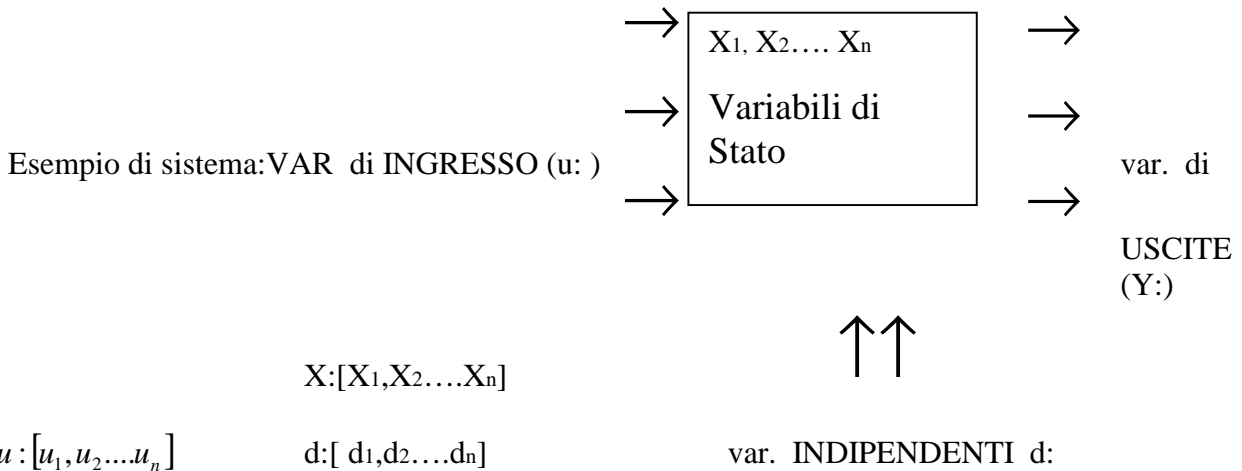 X1, X2…. Xn
Variabili di
Stato
Esempio di sistema:VAR di INGRESSO (u: )
var. di
USCITE
(Y:)
X:[X1,X2….Xn]
u : [u1, u2....un]
d:[ d1,d2….dn]
var. INDIPENDENTI d: